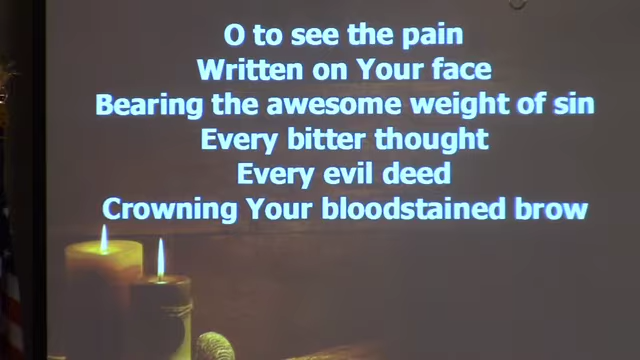 O to see the pain
Written on Your face
Bearing the awesome weight of sin
Every bitter thought
Every evil deed
Crowning Your bloodstained brow